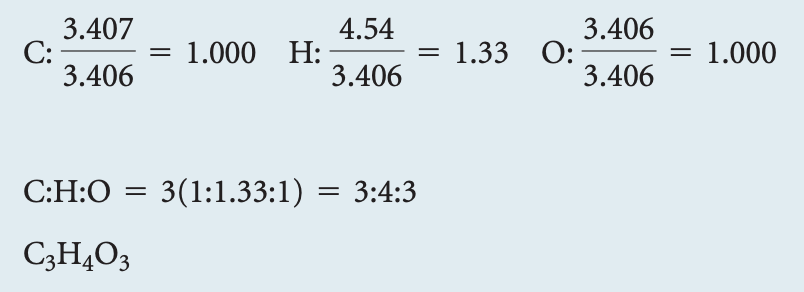 C: 3.407/3.406 = 1.000 H: 4.54/3.406 = 1.33 O: 3.406/3.406 = 1.000
C:H:O = 3(1:1.33:1) = 3:4:3
C₃H₄O₃